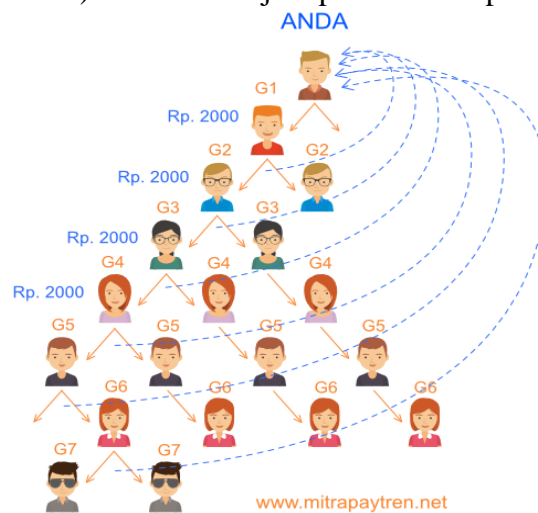 ANDA
G1
Rp. 2000
G2 G2
Rp. 2000
G3 G3
Rp. 2000
G4 G4 G4
Rp. 2000
G5 G5 G5 G5
G6 G6 G6 G6
G7 G7
www.mitrapaytren.net